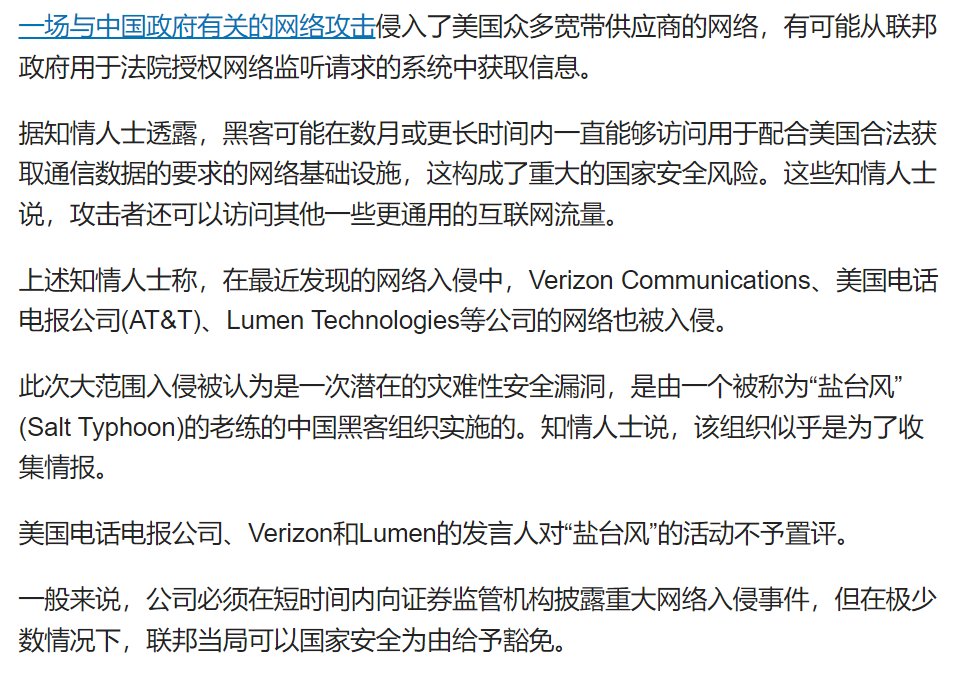 一场与中国政府有关的网络攻击侵入了美国众多宽带供应商的网络，有可能从联邦
政府用于法院授权网络监听请求的系统中获取信息。
据知情人士透露，黑客可能在数月或更长时间内一直能够访问用于配合美国合法获
取通信数据的要求的网络基础设施，这构成了重大的国家安全风险。这些知情人士
说，攻击者还可以访问其他一些更通用的互联网流量。
上述知情人士称，在最近发现的网络入侵中，Verizon Communications、美国电话
电报公司(AT&T)、Lumen Technologies等公司的网络也被入侵。
此次大范围入侵被认为是一次潜在的灾难性安全漏洞，是由一个被称为“盐台风”
(Salt Typhoon)的老练的中国黑客组织实施的。知情人士说，该组织似乎是为了收
集情报。
美国电话电报公司、Verizon和Lumen的发言人对“盐台风”的活动不予置评。
一般来说，公司必须在短时间内向证券监管机构披露重大网络入侵事件，但在极少
数情况下，联邦当局可以国家安全为由给予豁免。